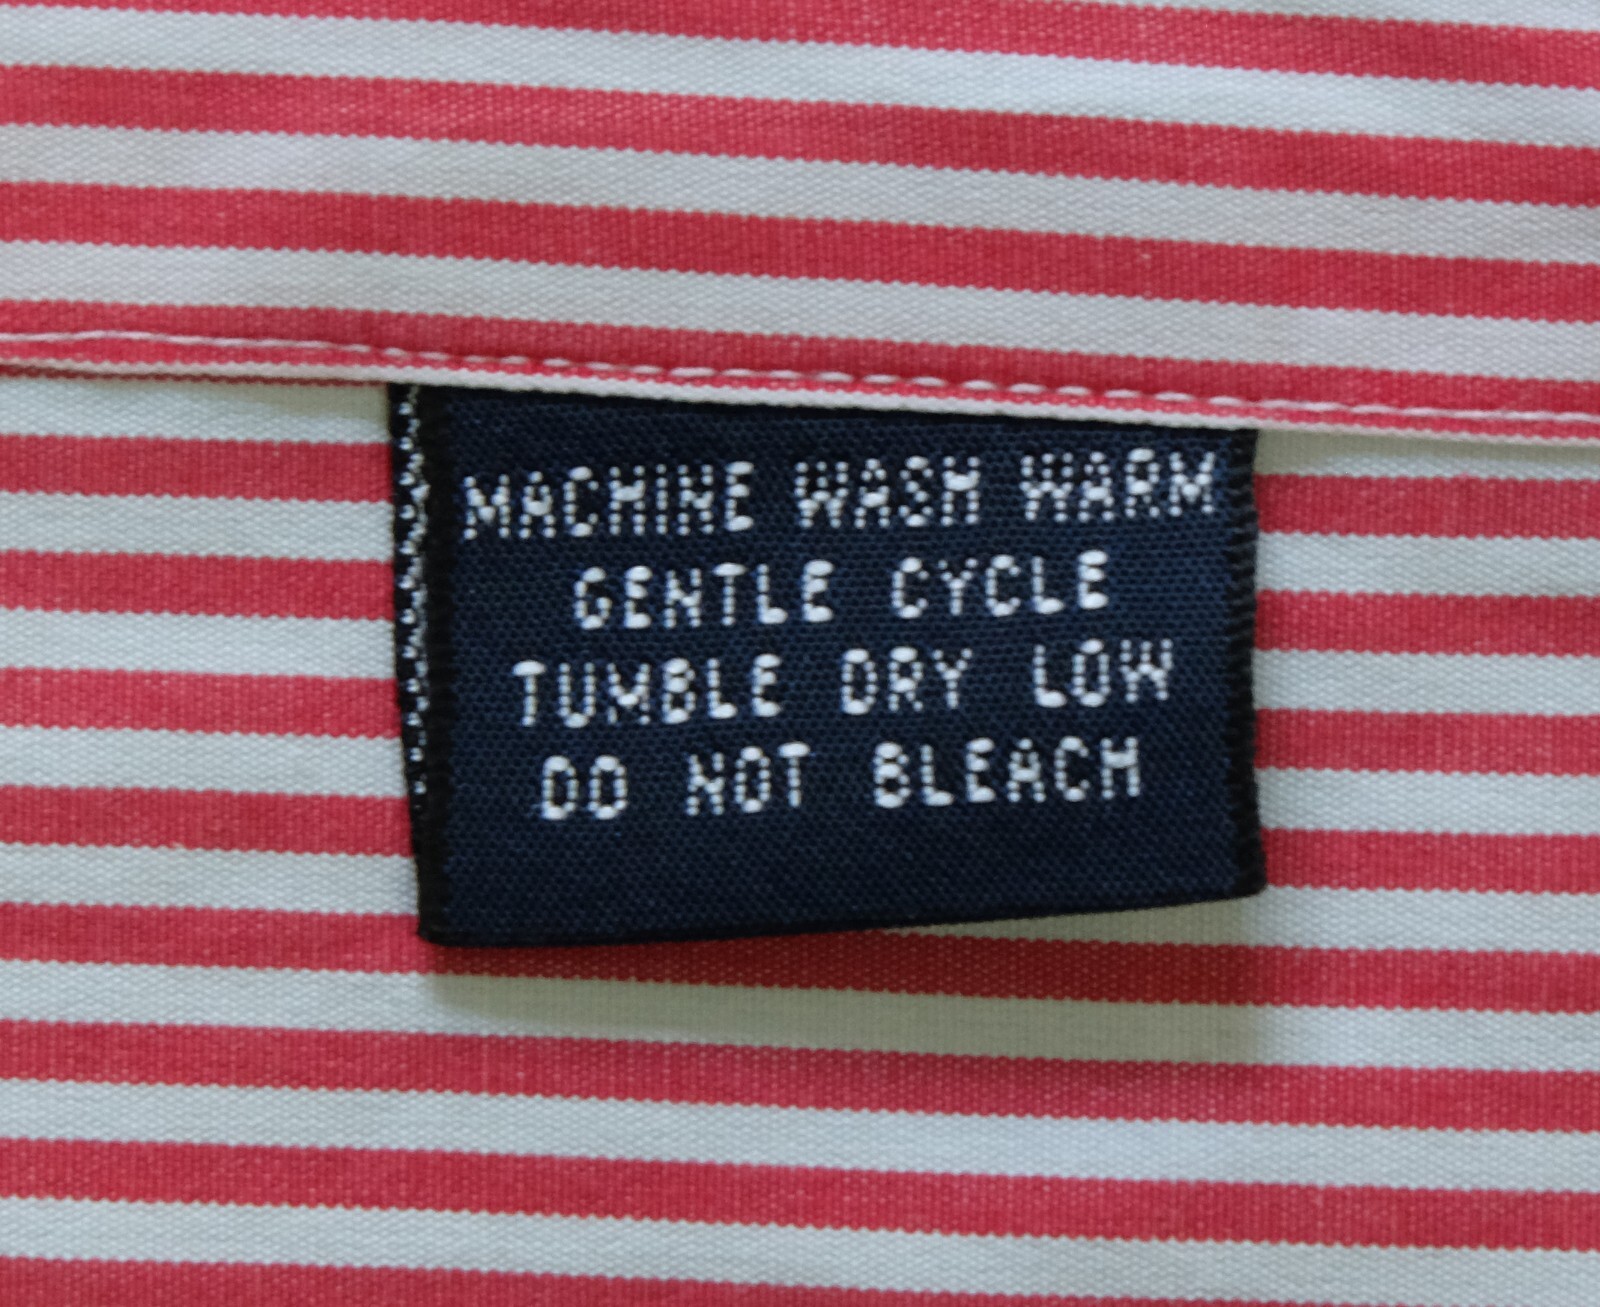 MACHINE WASH WARM
GENTLE CYCLE
TUMBLE DRY LOW
DO NOT BLEACH